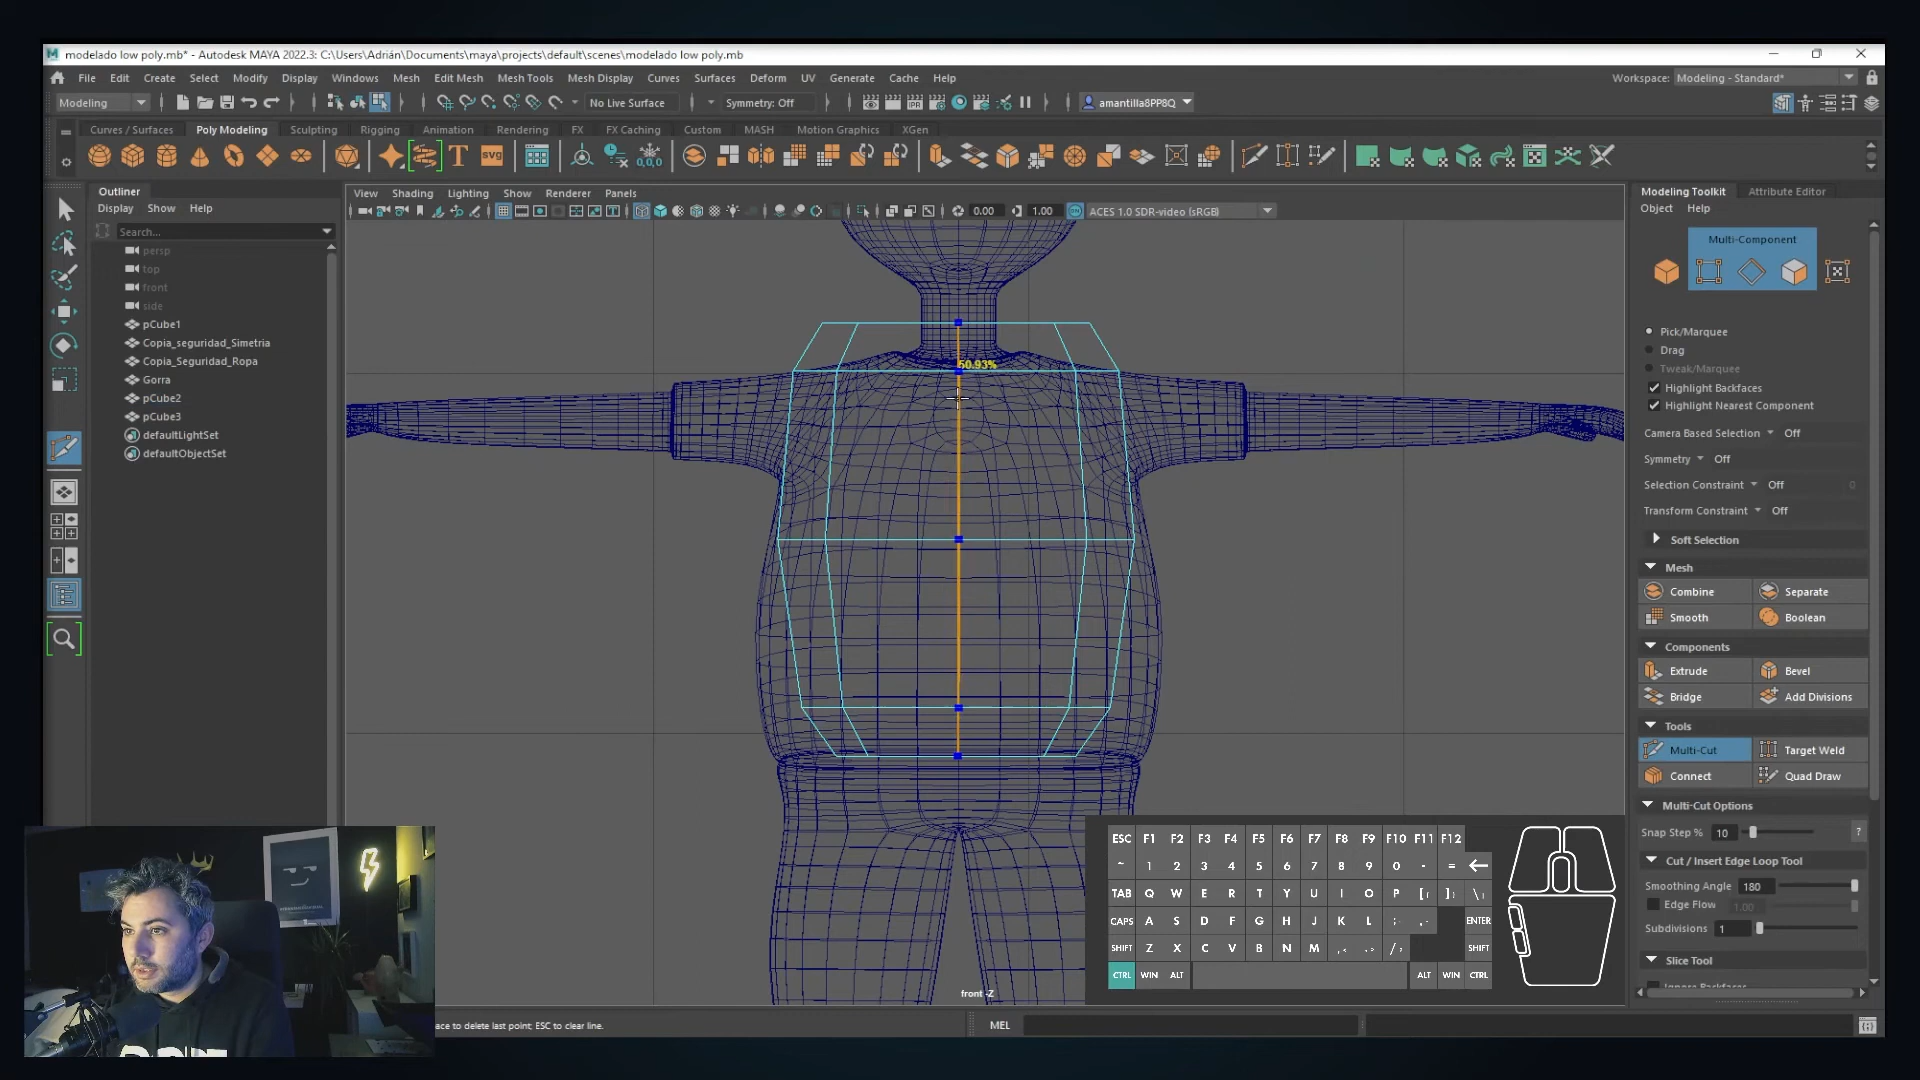 modelado low poly.mb* - Autodesk MAYA 2022.3: C:\Users\Adrián\Documents\maya\projects\default\scenes\modelado low poly.mb
File Edit Create Select Modify Display Windows Mesh Edit Mesh Mesh Tools Mesh Display Curves Surfaces Deform UV Generate Cache Help
Workspace: Modeling - Standard*
Modeling No Live Surface Symmetry: Off amantilla8PP8Q
Curves / Surfaces Poly Modeling Sculpting Rigging Animation Rendering FX FX Caching Custom MASH Motion Graphics XGen
T svg 0,0,0
Outliner
Display Show Help
Search...
persp
top
front
side
pCube1
Copia_seguridad_Simetria
Copia_Seguridad_Ropa
Gorra
pCube2
pCube3
defaultLightSet
defaultObjectSet
View Shading Lighting Show Renderer Panels
0.00 1.00 ACES 1.0 SDR-video (sRGB)
50.93%
front -Z
Modeling Toolkit Attribute Editor
Object Help
Multi-Component
Pick/Marquee
Drag
Tweak/Marquee
Highlight Backfaces
Highlight Nearest Component
Camera Based Selection Off
Symmetry Off
Selection Constraint Off 0
Transform Constraint Off
Soft Selection
Mesh
Combine Separate
Smooth Boolean
Components
Extrude Bevel
Bridge Add Divisions
Tools
Multi-Cut Target Weld
Connect Quad Draw
Multi-Cut Options
Snap Step % 10 ?
Cut / Insert Edge Loop Tool
Smoothing Angle 180
Edge Flow 1.00
Subdivisions 1
Slice Tool
Ignore Backfaces
ESC F1 F2 F3 F4 F5 F6 F7 F8 F9 F10 F11 F12
~ 1 2 3 4 5 6 7 8 9 0 - =
TAB Q W E R T Y U I O P [{ ]} \|
CAPS A S D F G H J K L ENTER
SHIFT Z X C V B N M SHIFT
CTRL WIN ALT ALT WIN CTRL
ace to delete last point; ESC to clear line.
MEL